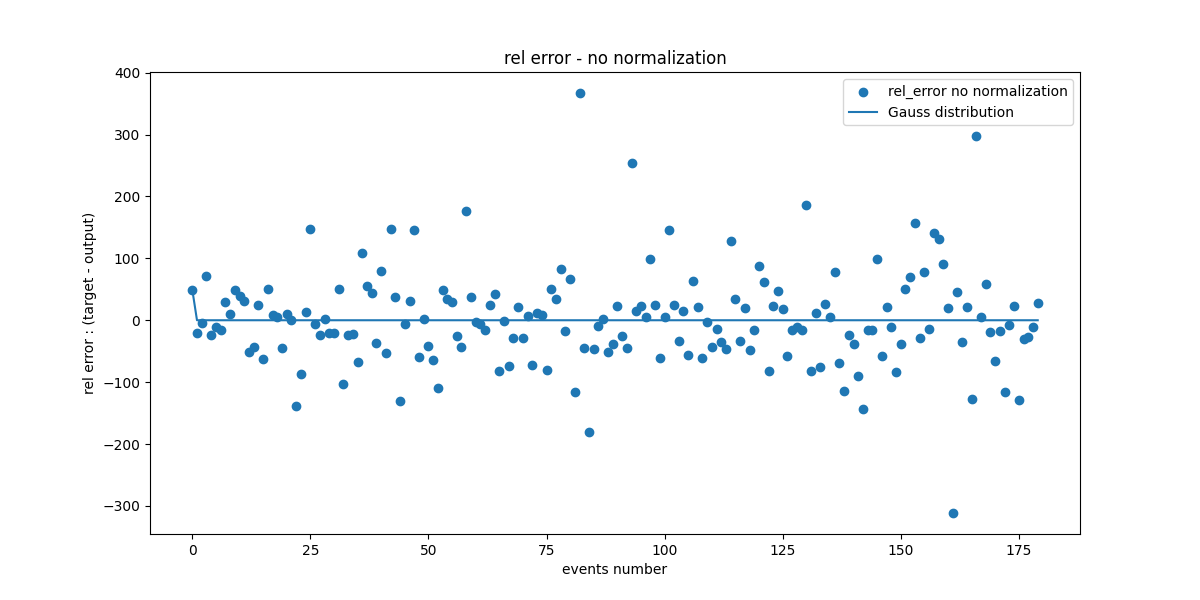 rel error - no normalization
rel_error no normalization
Gauss distribution
400
300
200
100
0
−100
−200
−300
rel error : (target - output)
0 25 50 75 100 125 150 175
events number